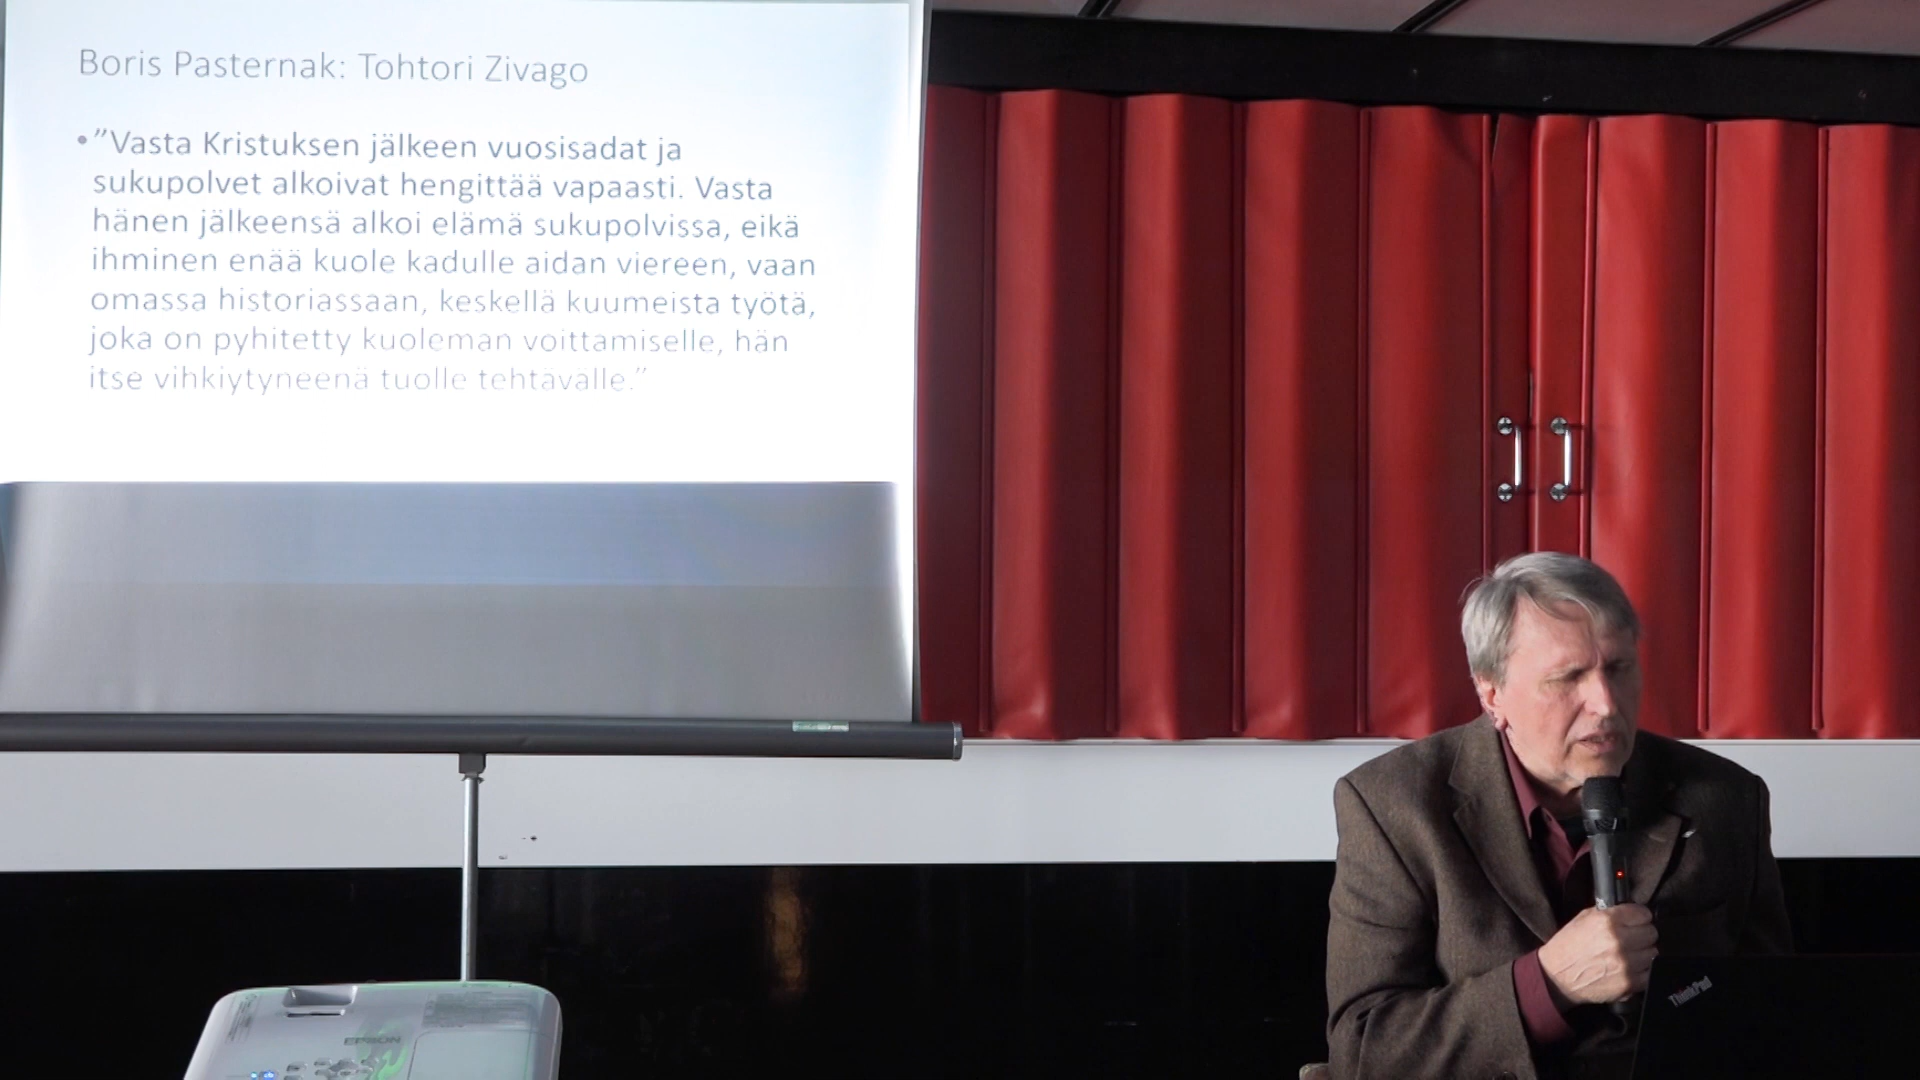 Boris Pasternak: Tohtori Zivago
• ”Vasta Kristuksen jälkeen vuosisadat ja
sukupolvet alkoivat hengittää vapaasti. Vasta
hänen jälkeensä alkoi elämä sukupolvissa, eikä
ihminen enää kuole kadulle aidan viereen, vaan
omassa historiassaan, keskellä kuumeista työtä,
joka on pyhitetty kuoleman voittamiselle, hän
itse vihkiytyneenä tuolle tehtävälle.”
ThinkPad
EPSON